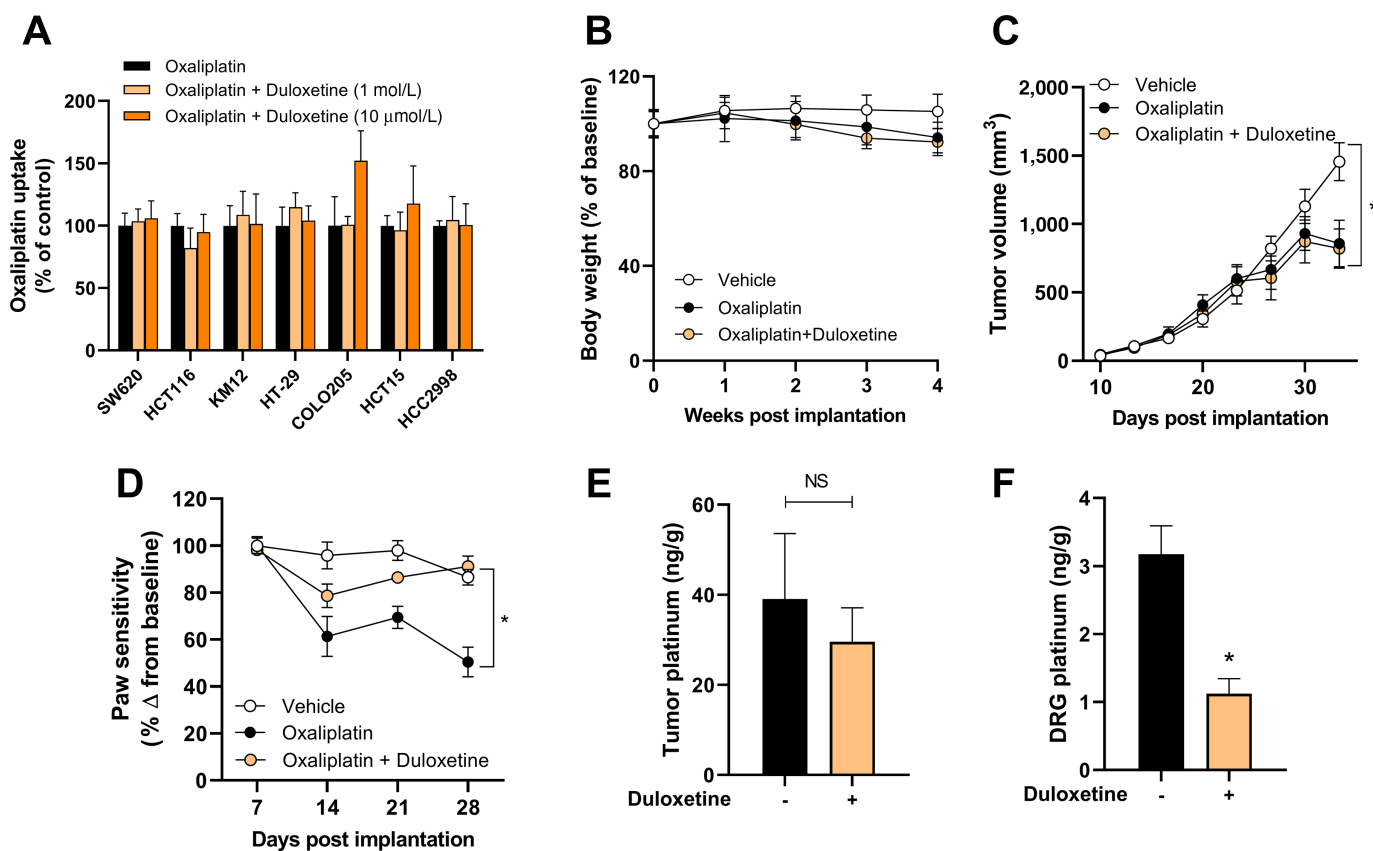 A
Oxaliplatin
Oxaliplatin + Duloxetine (1 mol/L)
Oxaliplatin + Duloxetine (10 μmol/L)
Oxaliplatin uptake
(% of control)
200
150
100
50
0
SW620
HCT116
KM12
HT-29
COLO205
HCT15
HCC2998
B
Body weight (% of baseline)
120
80
40
0
Vehicle
Oxaliplatin
Oxaliplatin+Duloxetine
0 1 2 3 4
Weeks post implantation
C
Tumor volume (mm³)
2,000
1,500
1,000
500
0
Vehicle
Oxaliplatin
Oxaliplatin + Duloxetine
*
10 20 30
Days post implantation
D
Paw sensitivity
(% Δ from baseline)
120
100
80
60
40
20
0
*
Vehicle
Oxaliplatin
Oxaliplatin + Duloxetine
7 14 21 28
Days post implantation
E
Tumor platinum (ng/g)
60
40
20
0
NS
Duloxetine - +
F
DRG platinum (ng/g)
4
3
2
1
0
*
Duloxetine - +